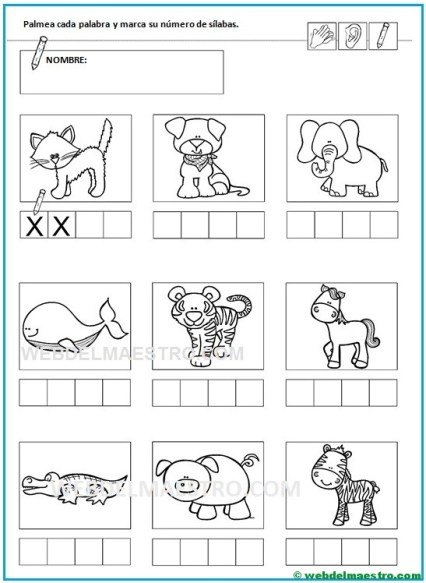 Palmea cada palabra y marca su número de sílabas.
NOMBRE:
X X
WEBDELMAESTRO.COM
WEBDELMAESTRO.COM
© webdelmaestro.com